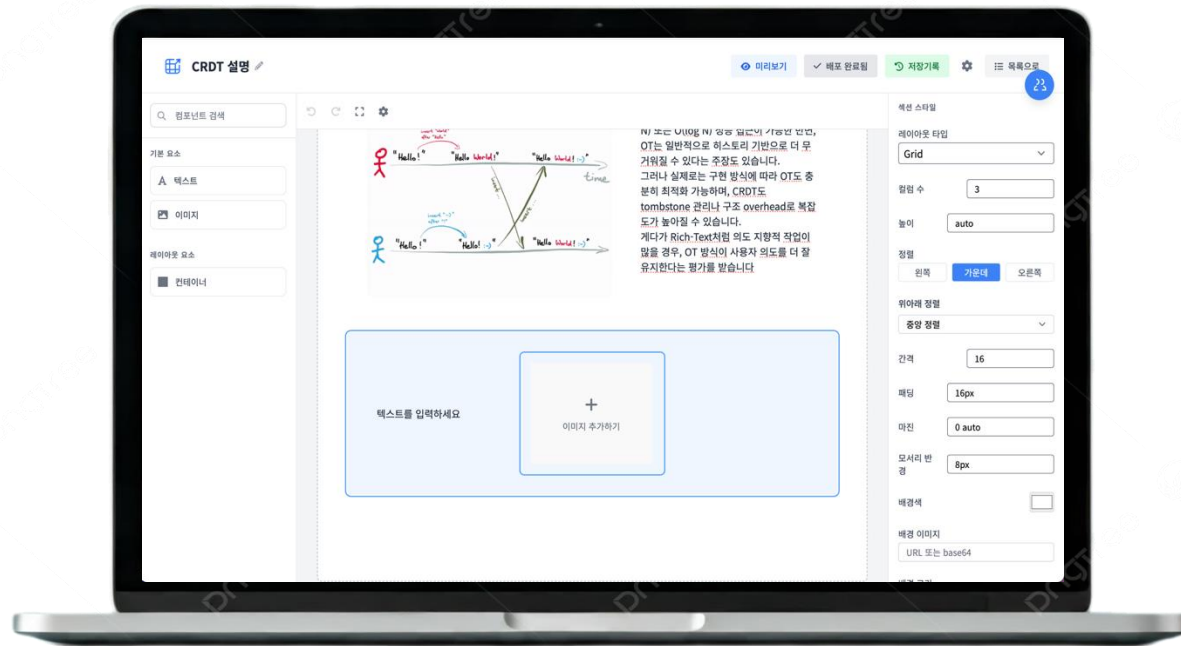 CRDT 설명
미리보기
배포 완료됨
저장기록
목록으로
컴포넌트 검색
기본 요소
A 텍스트
이미지
레이아웃 요소
컨테이너
"Hello!"
"Hello World!"
"Hello World! :-)"
time
"Hello!"
"Hello! :-)"
"Hello World! :-)"
N) 또는 O(log N) 성능 접근이 가능한 반면,
OT는 일반적으로 히스토리 기반으로 더 무
거워질 수 있다는 주장도 있습니다.
그러나 실제로는 구현 방식에 따라 OT도 충
분히 최적화 가능하며, CRDT도
tombstone 관리나 구조 overhead로 복잡
도가 높아질 수 있습니다.
게다가 Rich-Text처럼 의도 지향적 작업이
많을 경우, OT 방식이 사용자 의도를 더 잘
유지한다는 평가를 받습니다
텍스트를 입력하세요
+
이미지 추가하기
섹션 스타일
레이아웃 타입
Grid
컬럼 수 3
높이 auto
정렬
왼쪽 가운데 오른쪽
위아래 정렬
중앙 정렬
간격 16
패딩 16px
마진 0 auto
모서리 반
경 8px
배경색
배경 이미지
URL 또는 base64